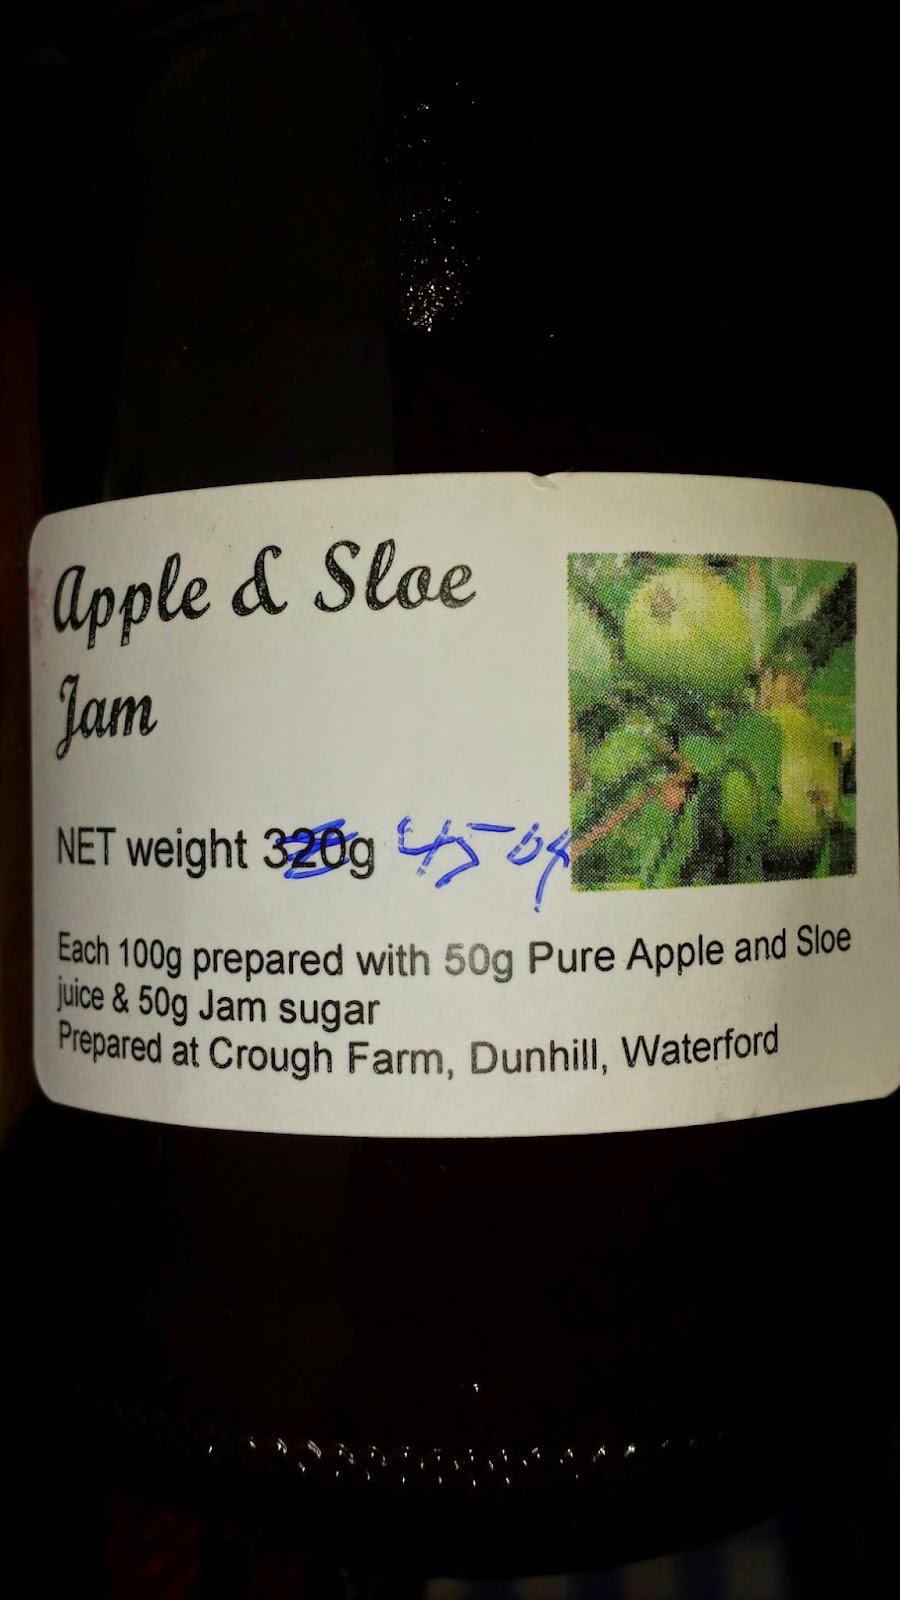 Apple & Sloe
Jam
NET weight 320g 450g
Each 100g prepared with 50g Pure Apple and Sloe
juice & 50g Jam sugar
Prepared at Crough Farm, Dunhill, Waterford